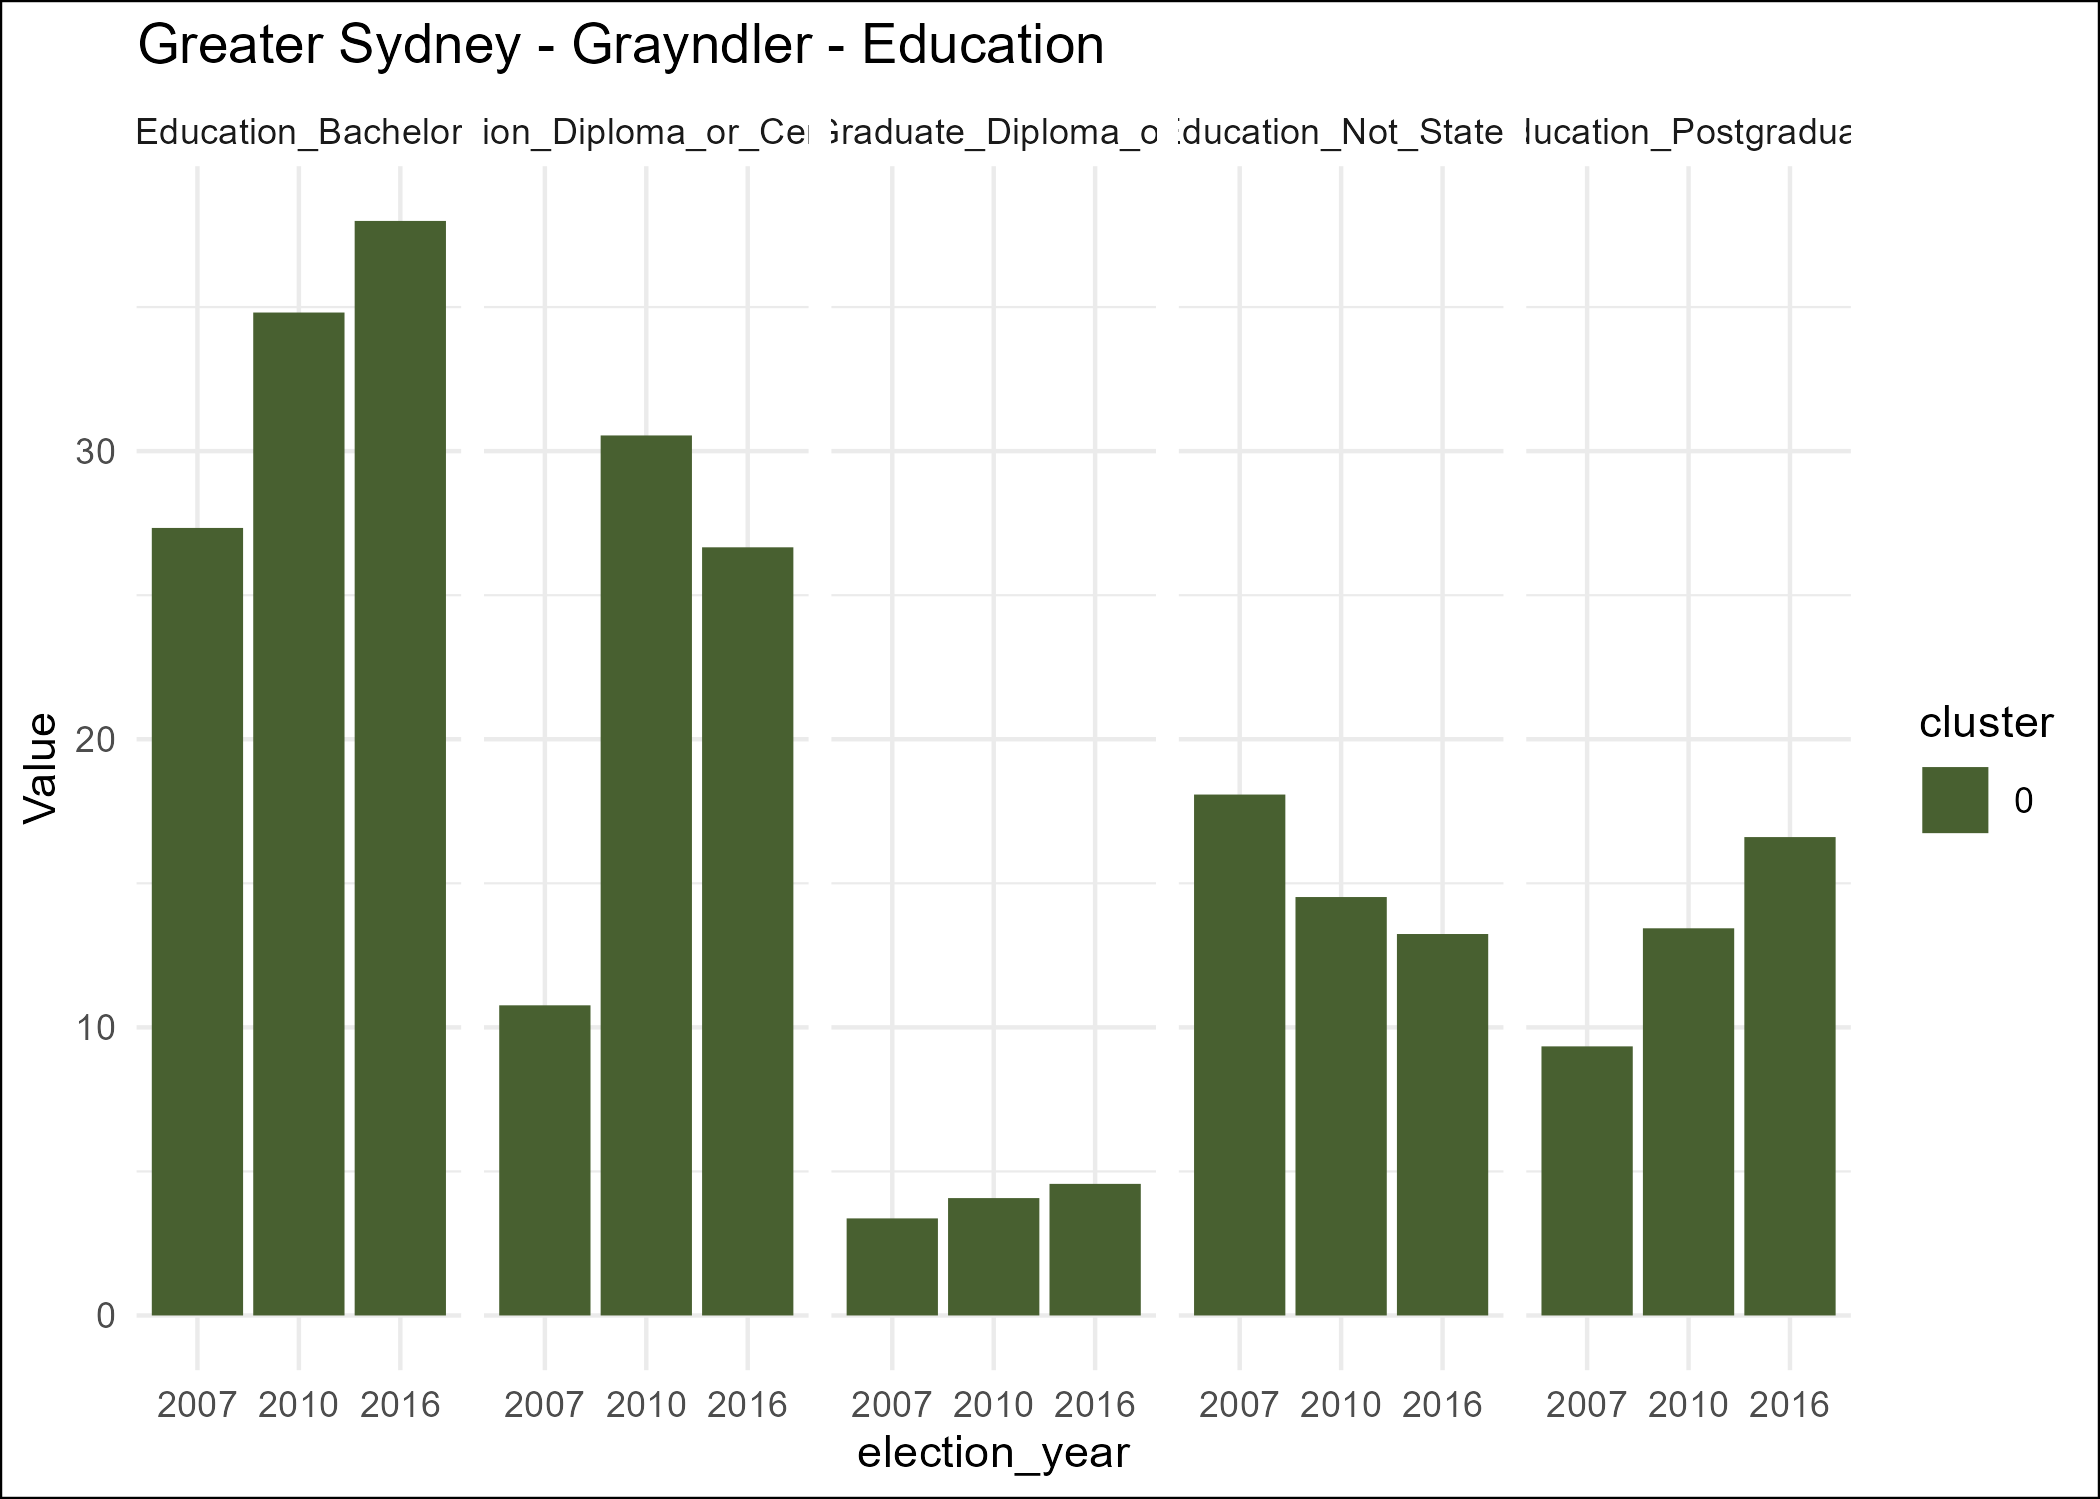 Greater Sydney - Grayndler - Education
Education_Bachelor ion_Diploma_or_Cer Graduate_Diploma_o Education_Not_State ducation_Postgradua
30
20
10
0
Value
2007 2010 2016 2007 2010 2016 2007 2010 2016 2007 2010 2016 2007 2010 2016
election_year
cluster
0